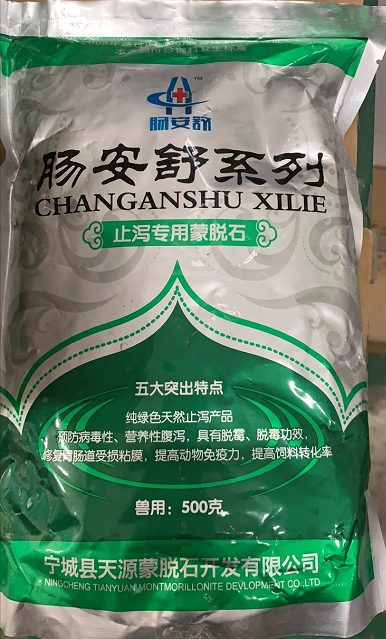 TM
肠安舒
肠安舒系列
CHANGANSHU XILIE
止泻专用蒙脱石
五大突出特点
纯绿色天然止泻产品
预防病毒性、营养性腹泻，具有脱霉、脱毒功效，
修复胃肠道受损粘膜，提高动物免疫力，提高饲料转化率
兽用：500克
宁城县天源蒙脱石开发有限公司
NINGCHENG TIANYUAN MONTMORILLONITE DEVLOPMENT CO.,LTD